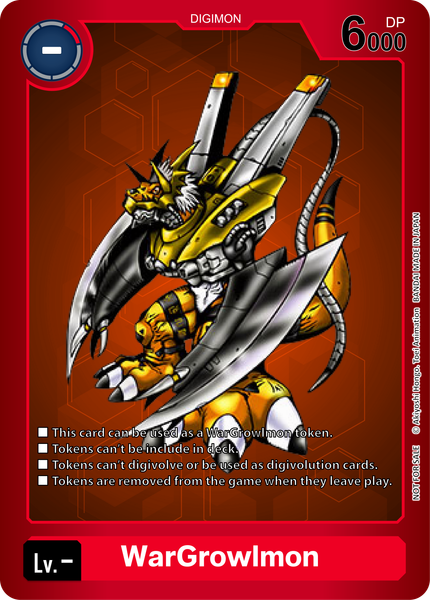 DIGIMON
-
DP
6000
■ This card can be used as a WarGrowlmon token.
■ Tokens can't be include in deck.
■ Tokens can't digivolve or be used as digivolution cards.
■ Tokens are removed from the game when they leave play.
NOT FOR SALE © Akiyoshi Hongo, Toei Animation BANDAI MADE IN JAPAN
Lv.-
WarGrowlmon